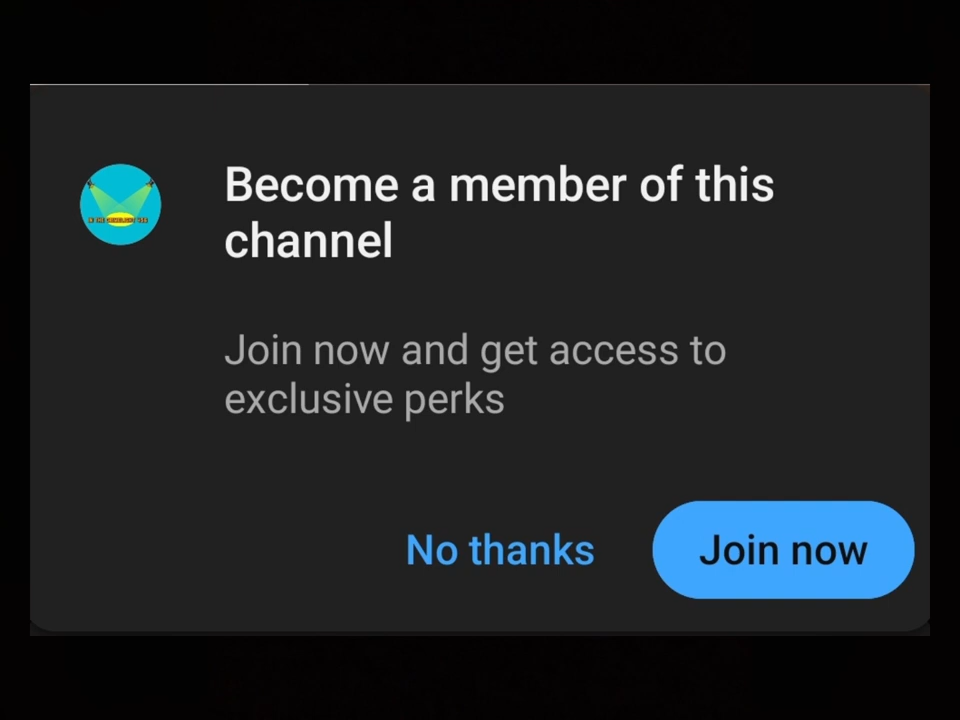 Become a member of this
channel
Join now and get access to
exclusive perks
No thanks
Join now